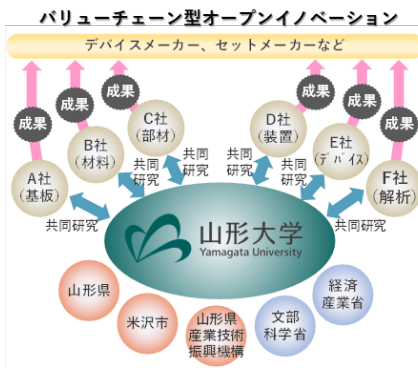 バリューチェーン型オープンイノベーション
デバイスメーカー、セットメーカーなど
成果
成果
成果
成果
成果
成果
A社
(基板)
B社
(材料)
C社
(部材)
D社
(装置)
E社
(デバイス)
F社
(解析)
共同研究
共同
研究
共同
研究
共同
研究
共同
研究
共同研究
山形大学
Yamagata University
山形県
米沢市
山形県
産業技術
振興機構
文部
科学省
経済
産業省